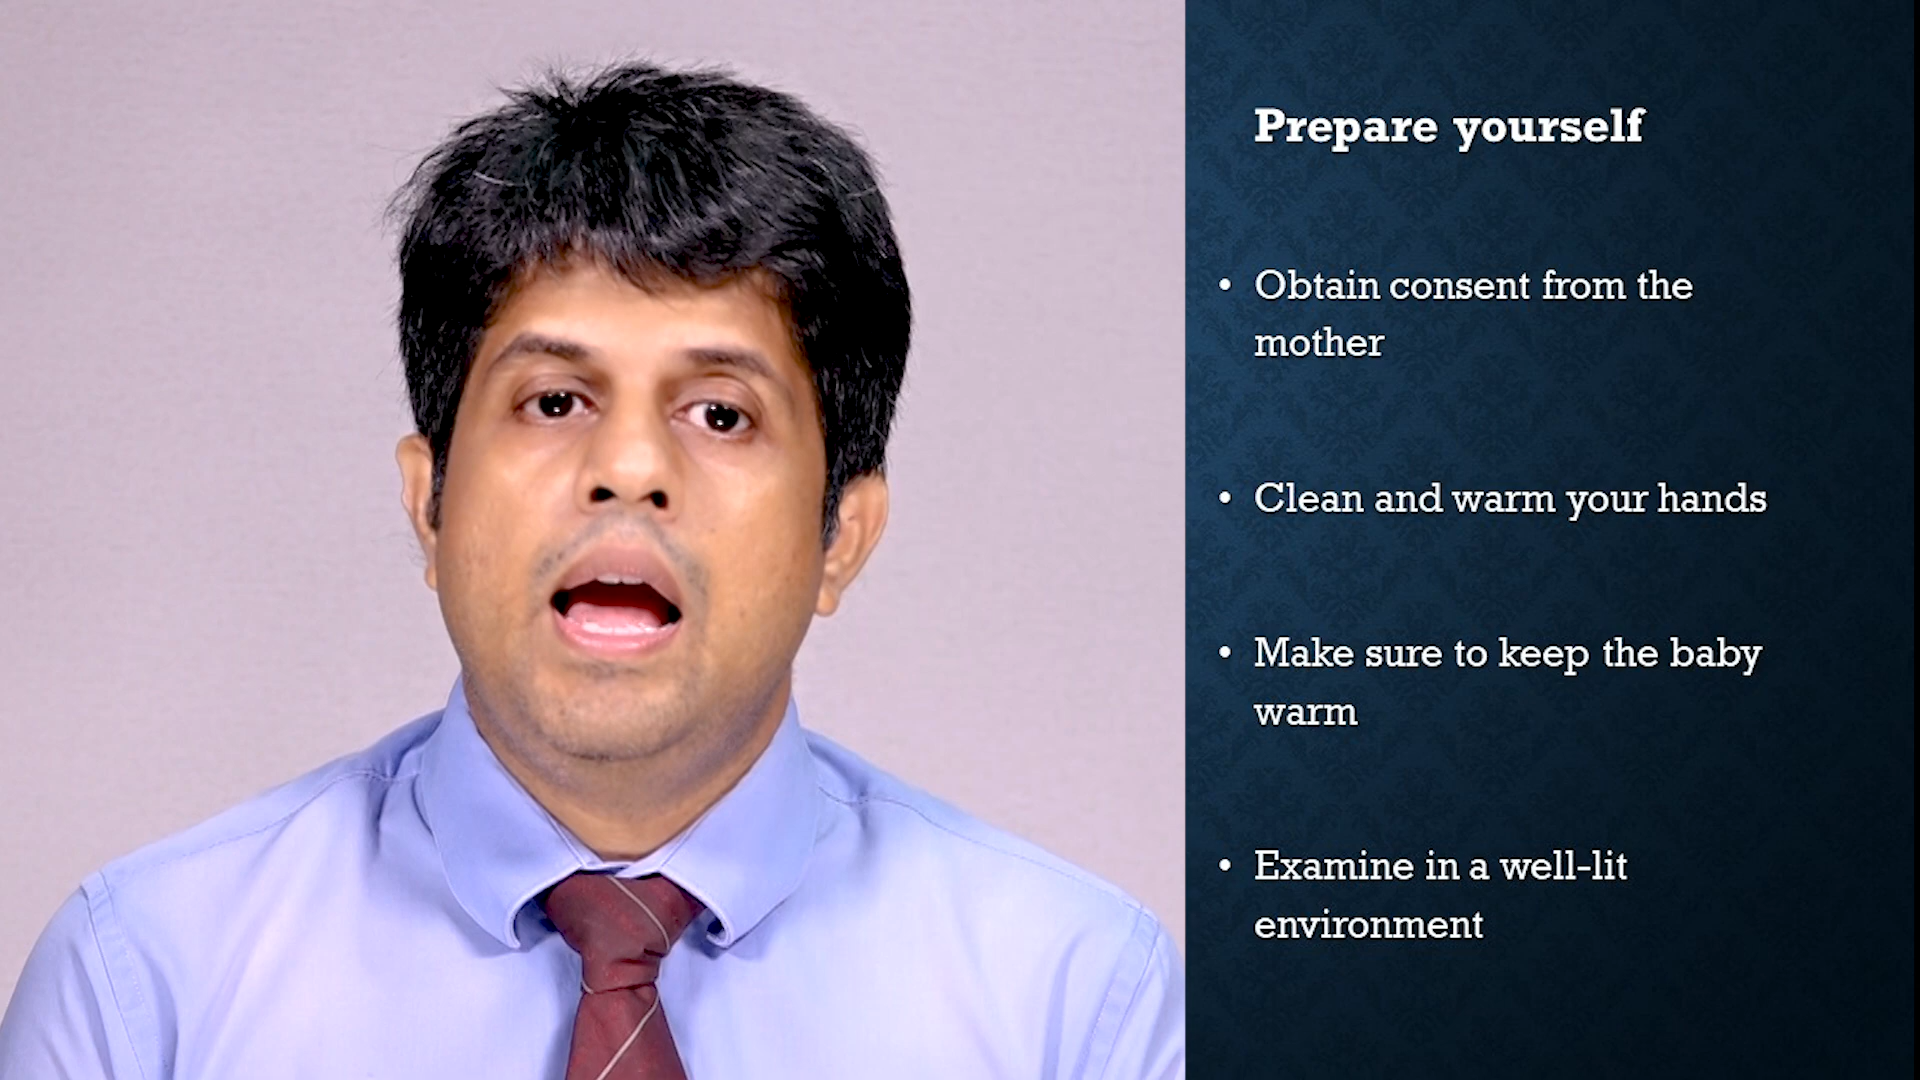 Prepare yourself
• Obtain consent from the
mother
• Clean and warm your hands
• Make sure to keep the baby
warm
• Examine in a well-lit
environment